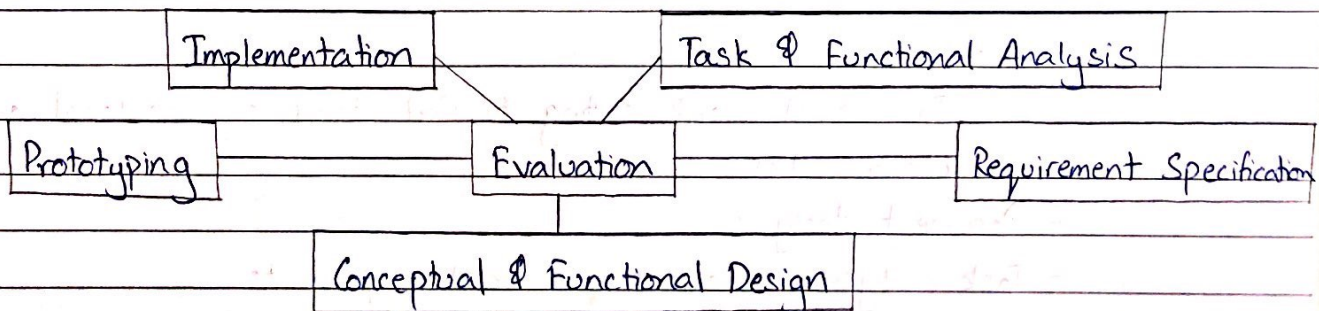 Implementation
Task & Functional Analysis
Prototyping
Evaluation
Requirement Specification
Conceptual & Functional Design